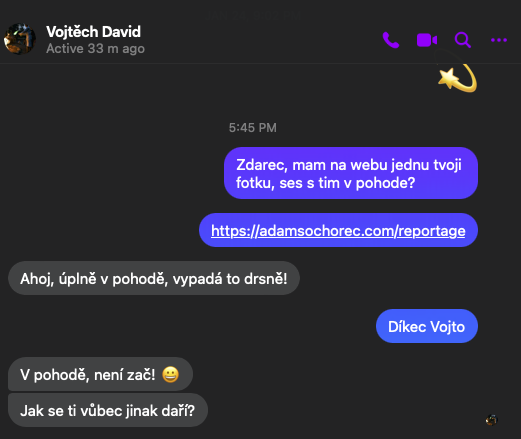 Vojtěch David
Active 33 m ago
💫
5:45 PM
Zdarec, mam na webu jednu tvoji
fotku, ses s tim v pohode?
https://adamsochorec.com/reportage
Ahoj, úplně v pohodě, vypadá to drsně!
Díkec Vojto
V pohodě, není zač! 😀
Jak se ti vůbec jinak daří?